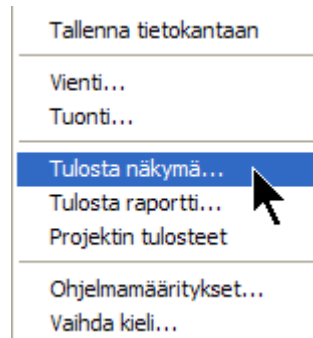 Tallenna tietokantaan
Vienti...
Tuonti...
Tulosta näkymä...
Tulosta raportti...
Projektin tulosteet
Ohjelmamääritykset...
Vaihda kieli...